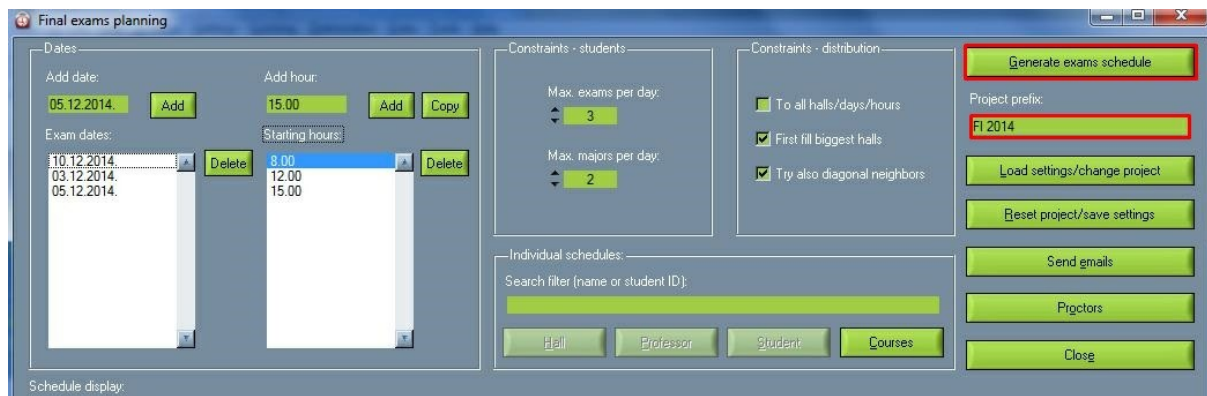 Final exams planning
Dates
Add date:
05.12.2014.
Add
Exam dates:
10.12.2014.
03.12.2014.
05.12.2014.
Delete
Add hour:
15.00
Add
Copy
Starting hours:
8.00
12.00
15.00
Delete
Constraints - students
Max. exams per day:
3
Max. majors per day:
2
Constraints - distribution
To all halls/days/hours
First fill biggest halls
Try also diagonal neighbors
Individual schedules:
Search filter (name or student ID):
Hall
Professor
Student
Courses
Generate exams schedule
Project prefix:
FI 2014
Load settings/change project
Reset project/save settings
Send emails
Proctors
Close
Schedule display: